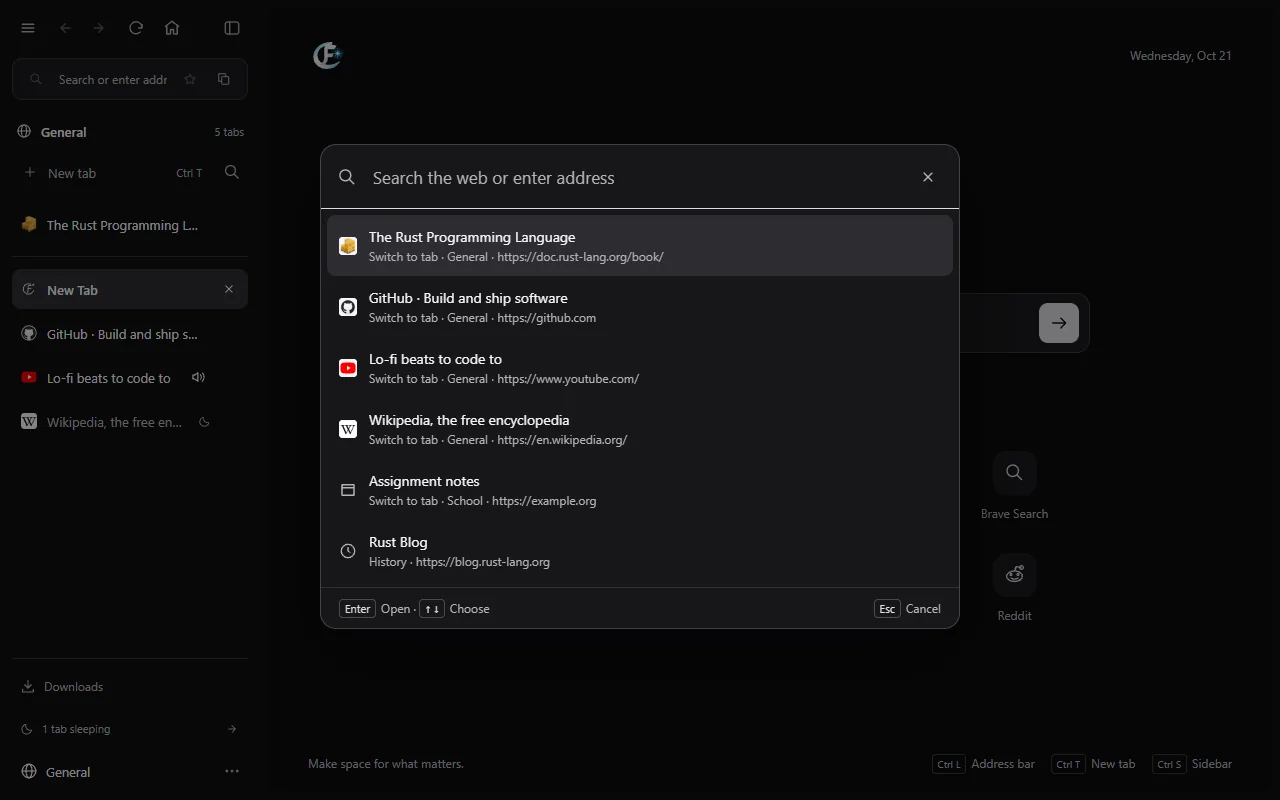 Search or enter addr
General
5 tabs
New tab
Ctrl T
The Rust Programming L...
New Tab
GitHub · Build and ship s...
Lo-fi beats to code to
Wikipedia, the free en...
Downloads
1 tab sleeping
General
Wednesday, Oct 21
Search the web or enter address
The Rust Programming Language
Switch to tab · General · https://doc.rust-lang.org/book/
GitHub · Build and ship software
Switch to tab · General · https://github.com
Lo-fi beats to code to
Switch to tab · General · https://www.youtube.com/
Wikipedia, the free encyclopedia
Switch to tab · General · https://en.wikipedia.org/
Assignment notes
Switch to tab · School · https://example.org
Rust Blog
History · https://blog.rust-lang.org
Enter Open · ↑↓ Choose
Esc Cancel
Brave Search
Reddit
Make space for what matters.
Ctrl L Address bar
Ctrl T New tab
Ctrl S Sidebar